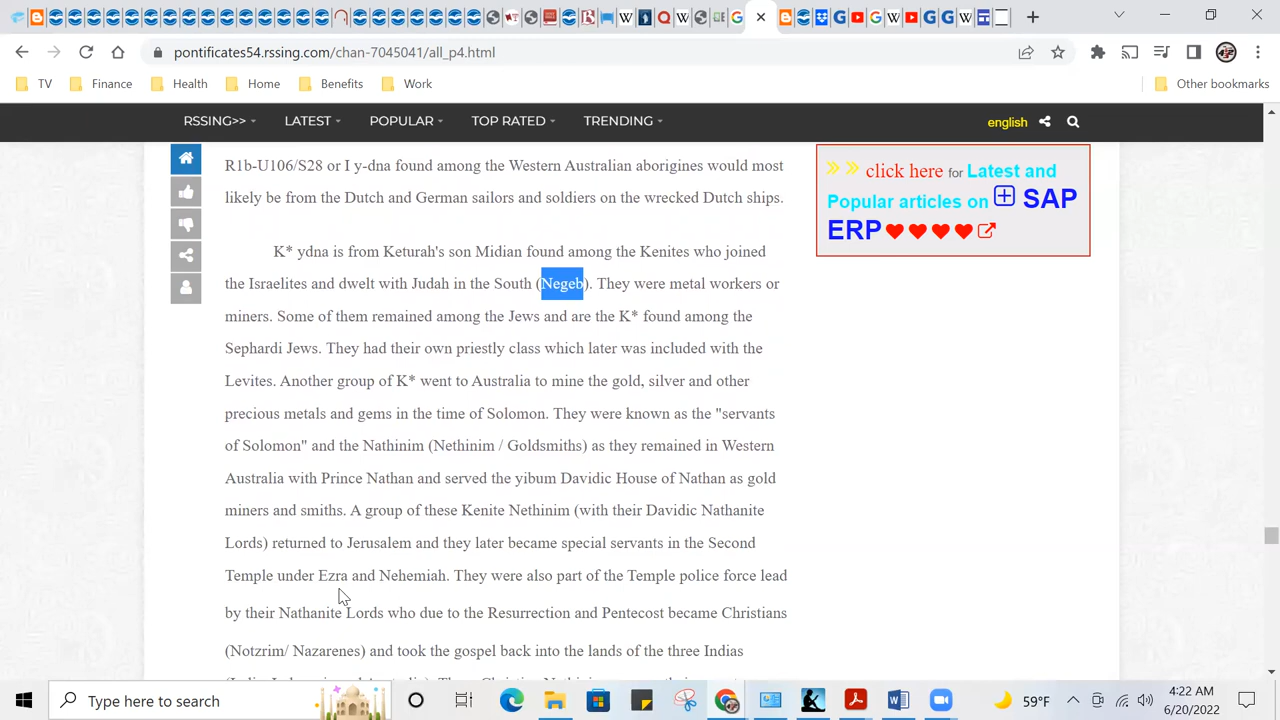 pontificates54.rssing.com/chan-7045041/all_p4.html
TV Finance Health Home Benefits Work Other bookmarks
RSSING>> LATEST POPULAR TOP RATED TRENDING english
R1b-U106/S28 or I y-dna found among the Western Australian aborigines would most
likely be from the Dutch and German sailors and soldiers on the wrecked Dutch ships.
K* ydna is from Keturah's son Midian found among the Kenites who joined
the Israelites and dwelt with Judah in the South (Negeb). They were metal workers or
miners. Some of them remained among the Jews and are the K* found among the
Sephardi Jews. They had their own priestly class which later was included with the
Levites. Another group of K* went to Australia to mine the gold, silver and other
precious metals and gems in the time of Solomon. They were known as the "servants
of Solomon" and the Nathinim (Nethinim / Goldsmiths) as they remained in Western
Australia with Prince Nathan and served the yibum Davidic House of Nathan as gold
miners and smiths. A group of these Kenite Nethinim (with their Davidic Nathanite
Lords) returned to Jerusalem and they later became special servants in the Second
Temple under Ezra and Nehemiah. They were also part of the Temple police force lead
by their Nathanite Lords who due to the Resurrection and Pentecost became Christians
(Notzrim/ Nazarenes) and took the gospel back into the lands of the three Indias
click here for Latest and
Popular articles on SAP
ERP
Type here to search
59°F
4:22 AM
6/20/2022